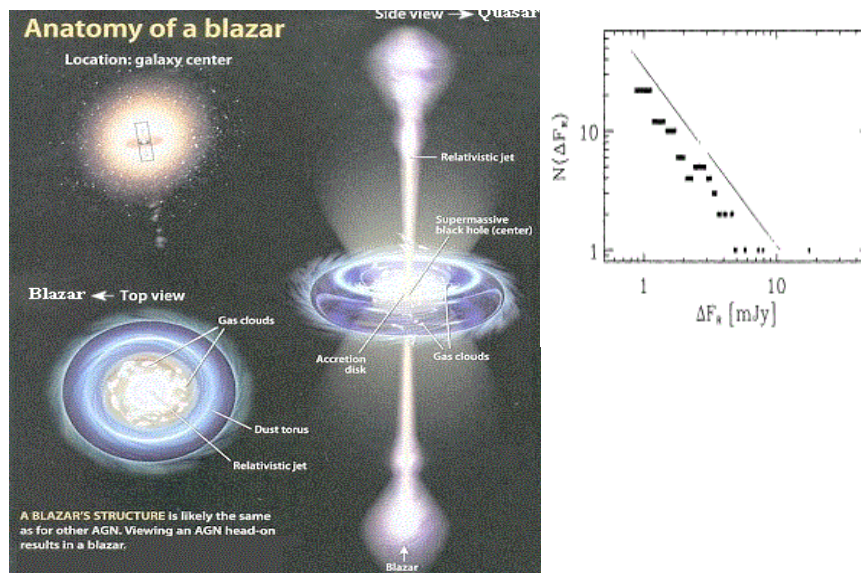 Anatomy of a blazar
Location: galaxy center
Side view → Quasar
Relativistic jet
Supermassive
black hole (center)
Blazar ← Top view
Gas clouds
Accretion
disk
Gas clouds
Dust torus
Relativistic jet
A BLAZAR'S STRUCTURE is likely the same
as for other AGN. Viewing an AGN head-on
results in a blazar.
Blazar
N(ΔF_R)
10
1
1
10
ΔF_R [mJy]